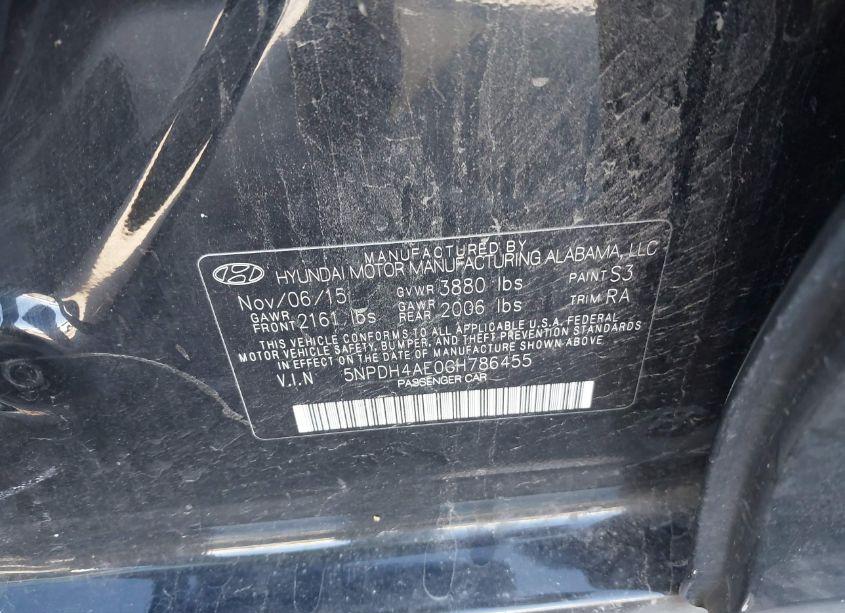 MANUFACTURED BY
HYUNDAI MOTOR MANUFACTURING ALABAMA, LLC
Nov/06/15 GVWR 3880 lbs PAINT S3
GAWR FRONT 2161 lbs GAWR REAR 2006 lbs TRIM RA
THIS VEHICLE CONFORMS TO ALL APPLICABLE U.S.A. FEDERAL
MOTOR VEHICLE SAFETY, BUMPER, AND THEFT PREVENTION STANDARDS
IN EFFECT ON THE DATE OF MANUFACTURE SHOWN ABOVE.
V.I.N 5NPDH4AE0GH786455
PASSENGER CAR